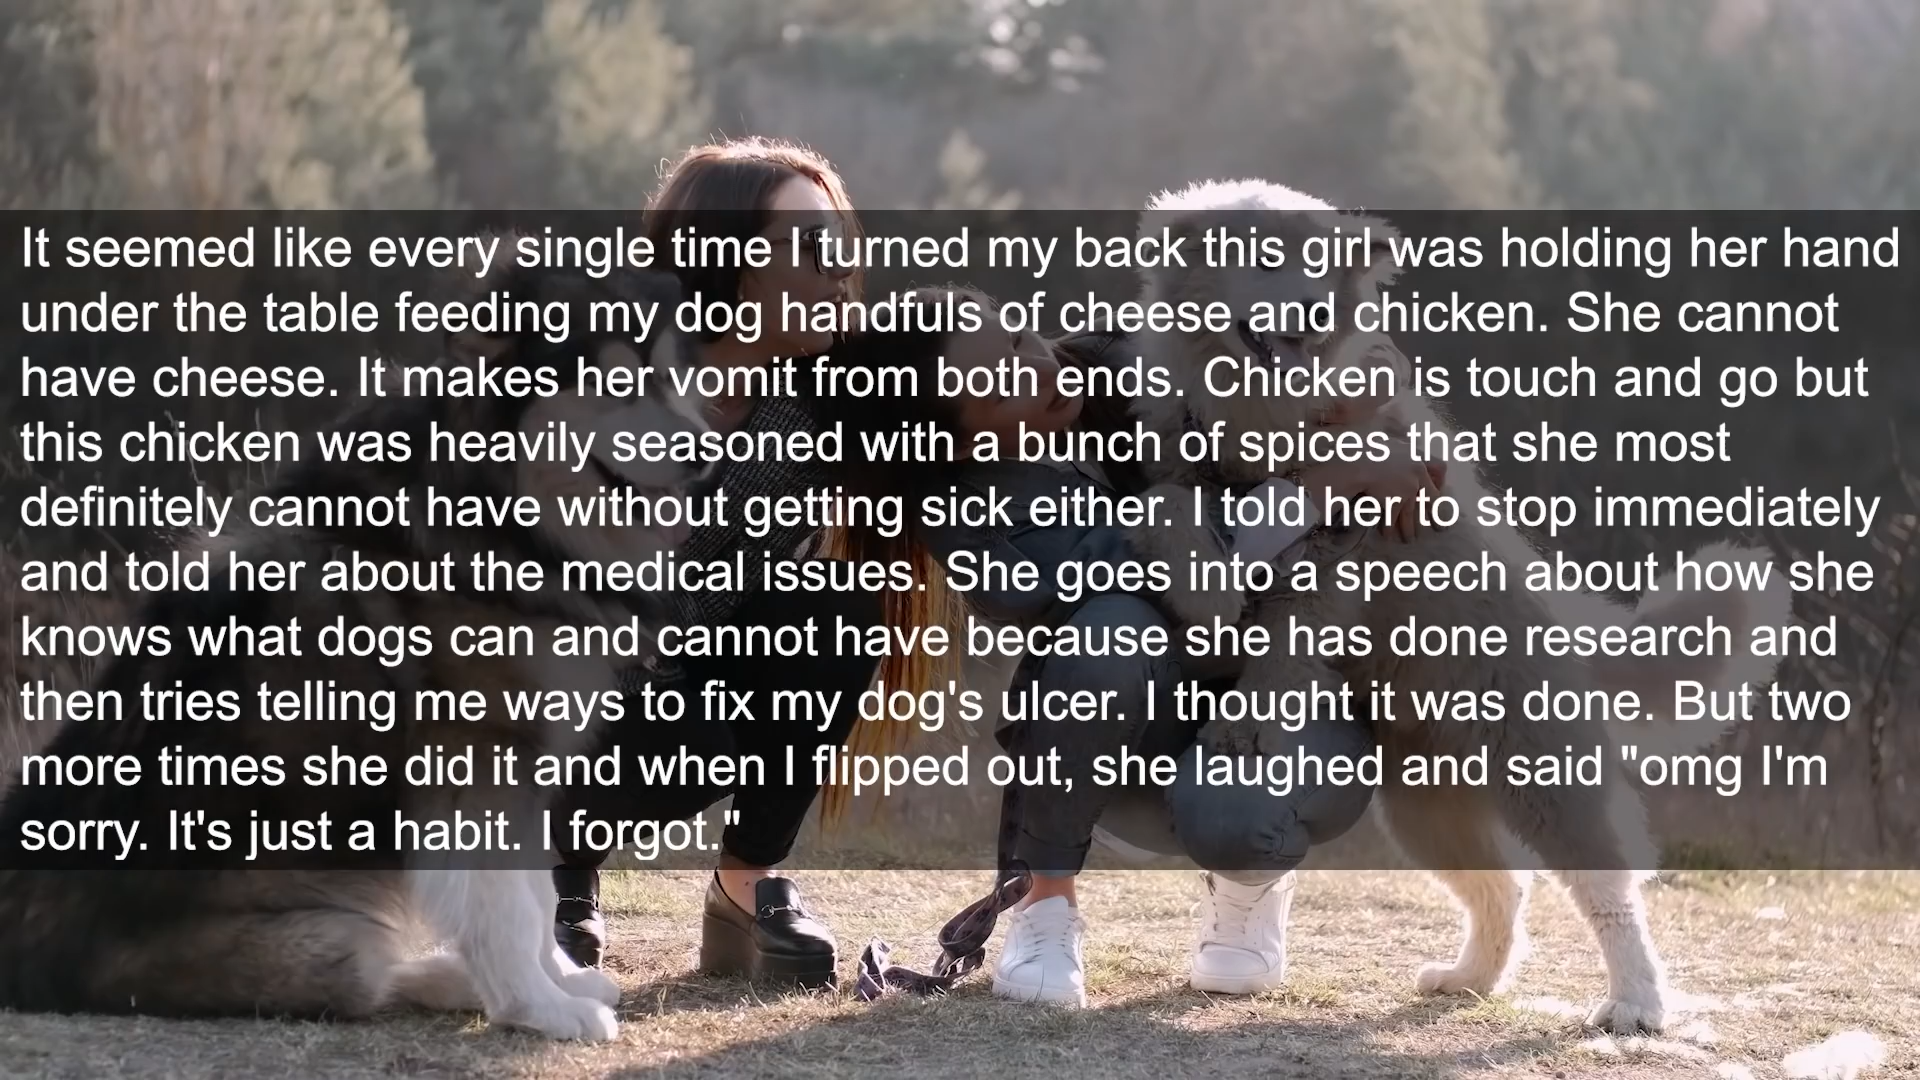 It seemed like every single time I turned my back this girl was holding her hand
under the table feeding my dog handfuls of cheese and chicken. She cannot
have cheese. It makes her vomit from both ends. Chicken is touch and go but
this chicken was heavily seasoned with a bunch of spices that she most
definitely cannot have without getting sick either. I told her to stop immediately
and told her about the medical issues. She goes into a speech about how she
knows what dogs can and cannot have because she has done research and
then tries telling me ways to fix my dog's ulcer. I thought it was done. But two
more times she did it and when I flipped out, she laughed and said "omg I'm
sorry. It's just a habit. I forgot."